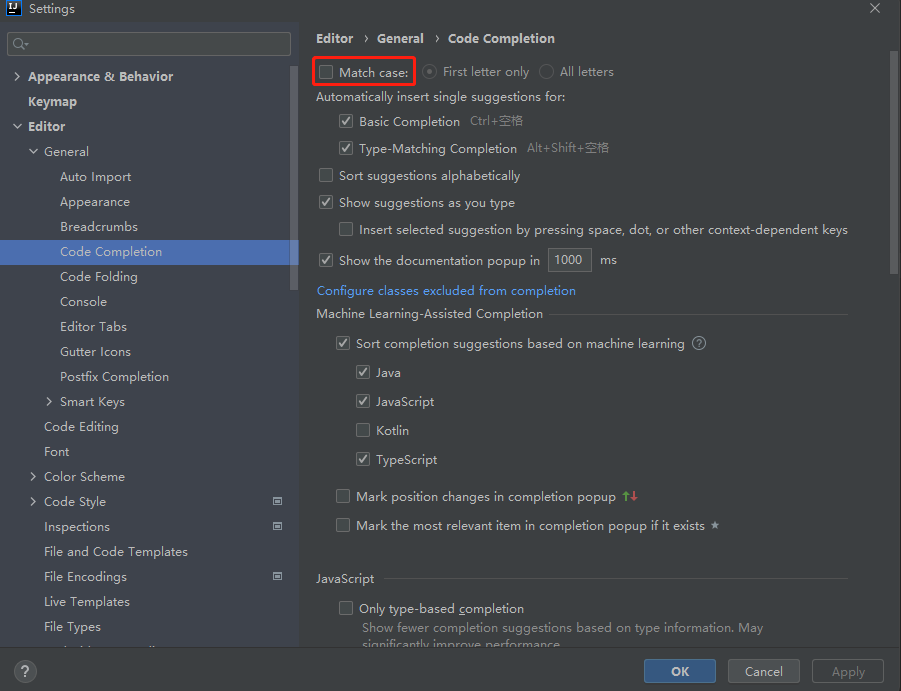 IJ
Settings
Editor › General › Code Completion
Appearance & Behavior
Keymap
Editor
General
Auto Import
Appearance
Breadcrumbs
Code Completion
Code Folding
Console
Editor Tabs
Gutter Icons
Postfix Completion
Smart Keys
Code Editing
Font
Color Scheme
Code Style
Inspections
File and Code Templates
File Encodings
Live Templates
File Types
Match case: First letter only All letters
Automatically insert single suggestions for:
Basic Completion Ctrl+空格
Type-Matching Completion Alt+Shift+空格
Sort suggestions alphabetically
Show suggestions as you type
Insert selected suggestion by pressing space, dot, or other context-dependent keys
Show the documentation popup in 1000 ms
Configure classes excluded from completion
Machine Learning-Assisted Completion
Sort completion suggestions based on machine learning ?
Java
JavaScript
Kotlin
TypeScript
Mark position changes in completion popup
Mark the most relevant item in completion popup if it exists
JavaScript
Only type-based completion
Show fewer completion suggestions based on type information. May
significantly improve performance.
? OK Cancel Apply